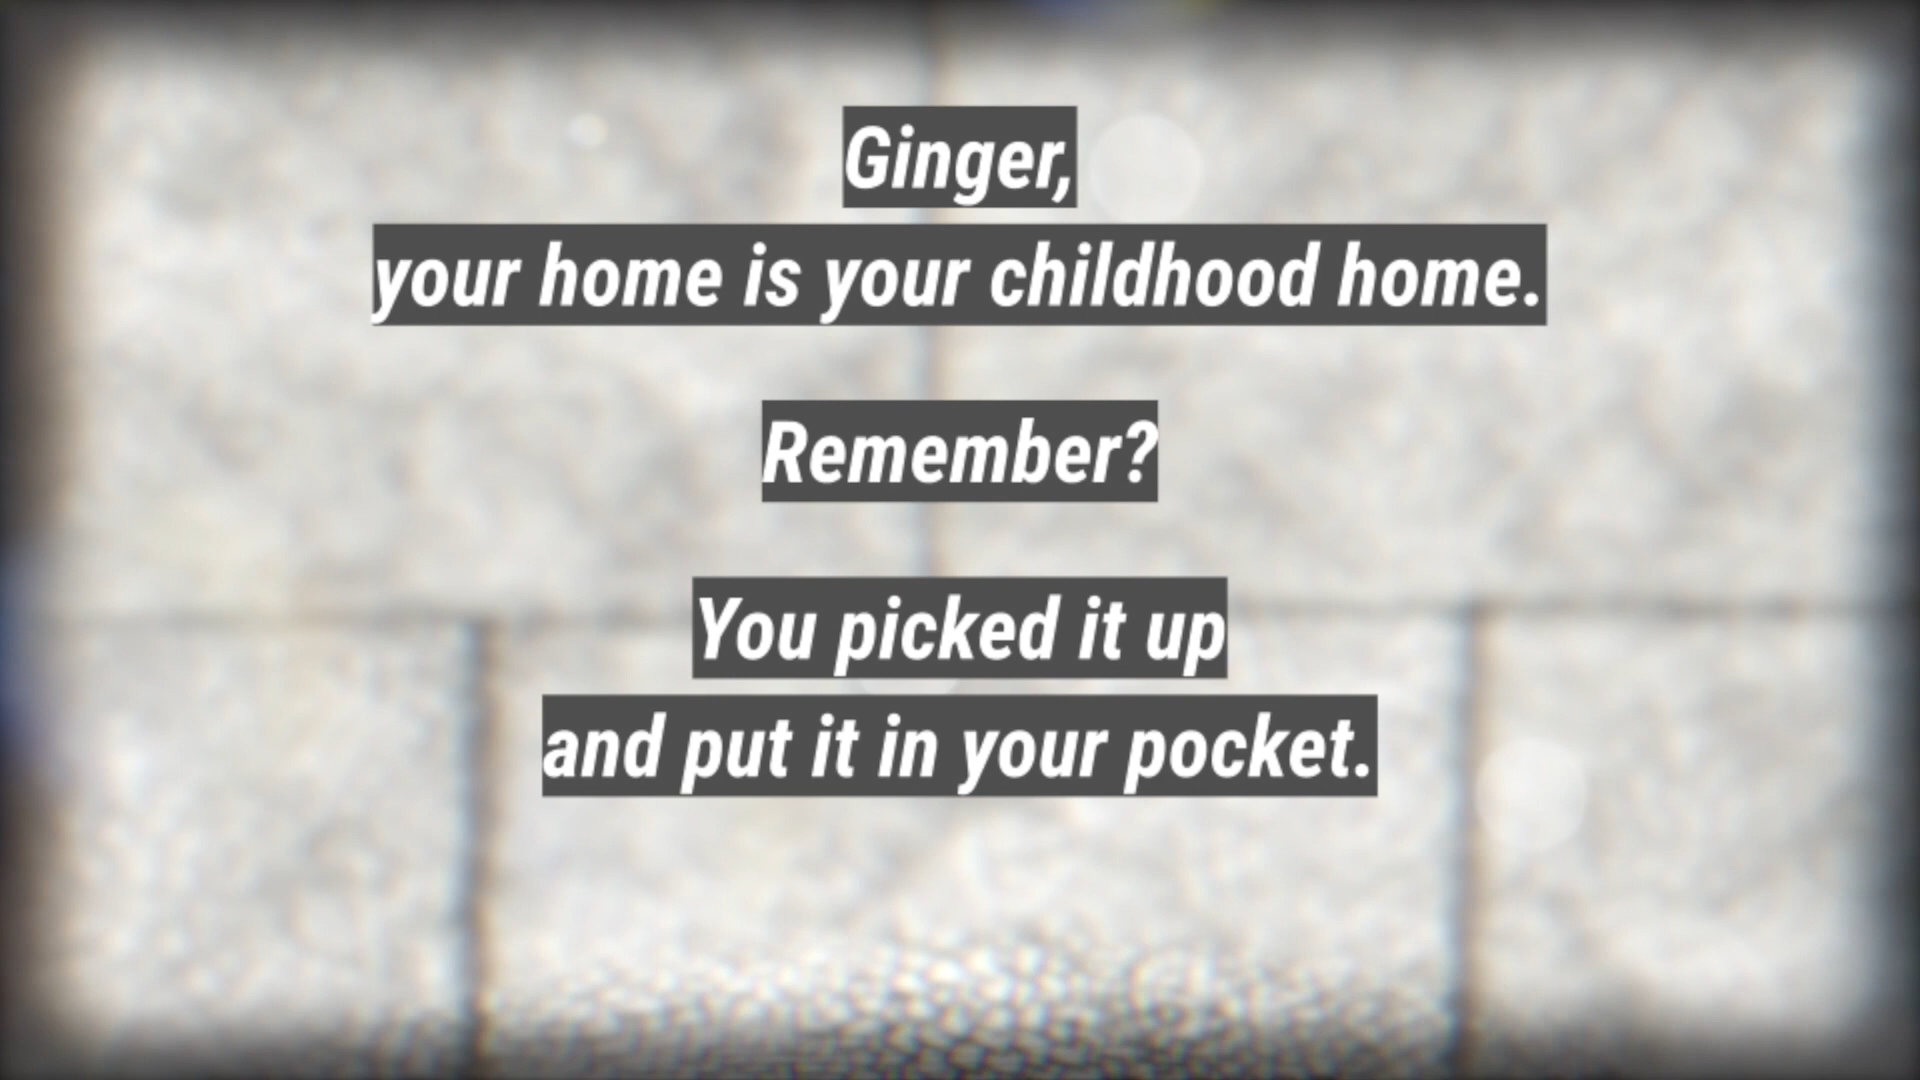 Ginger,
your home is your childhood home.
Remember?
You picked it up
and put it in your pocket.